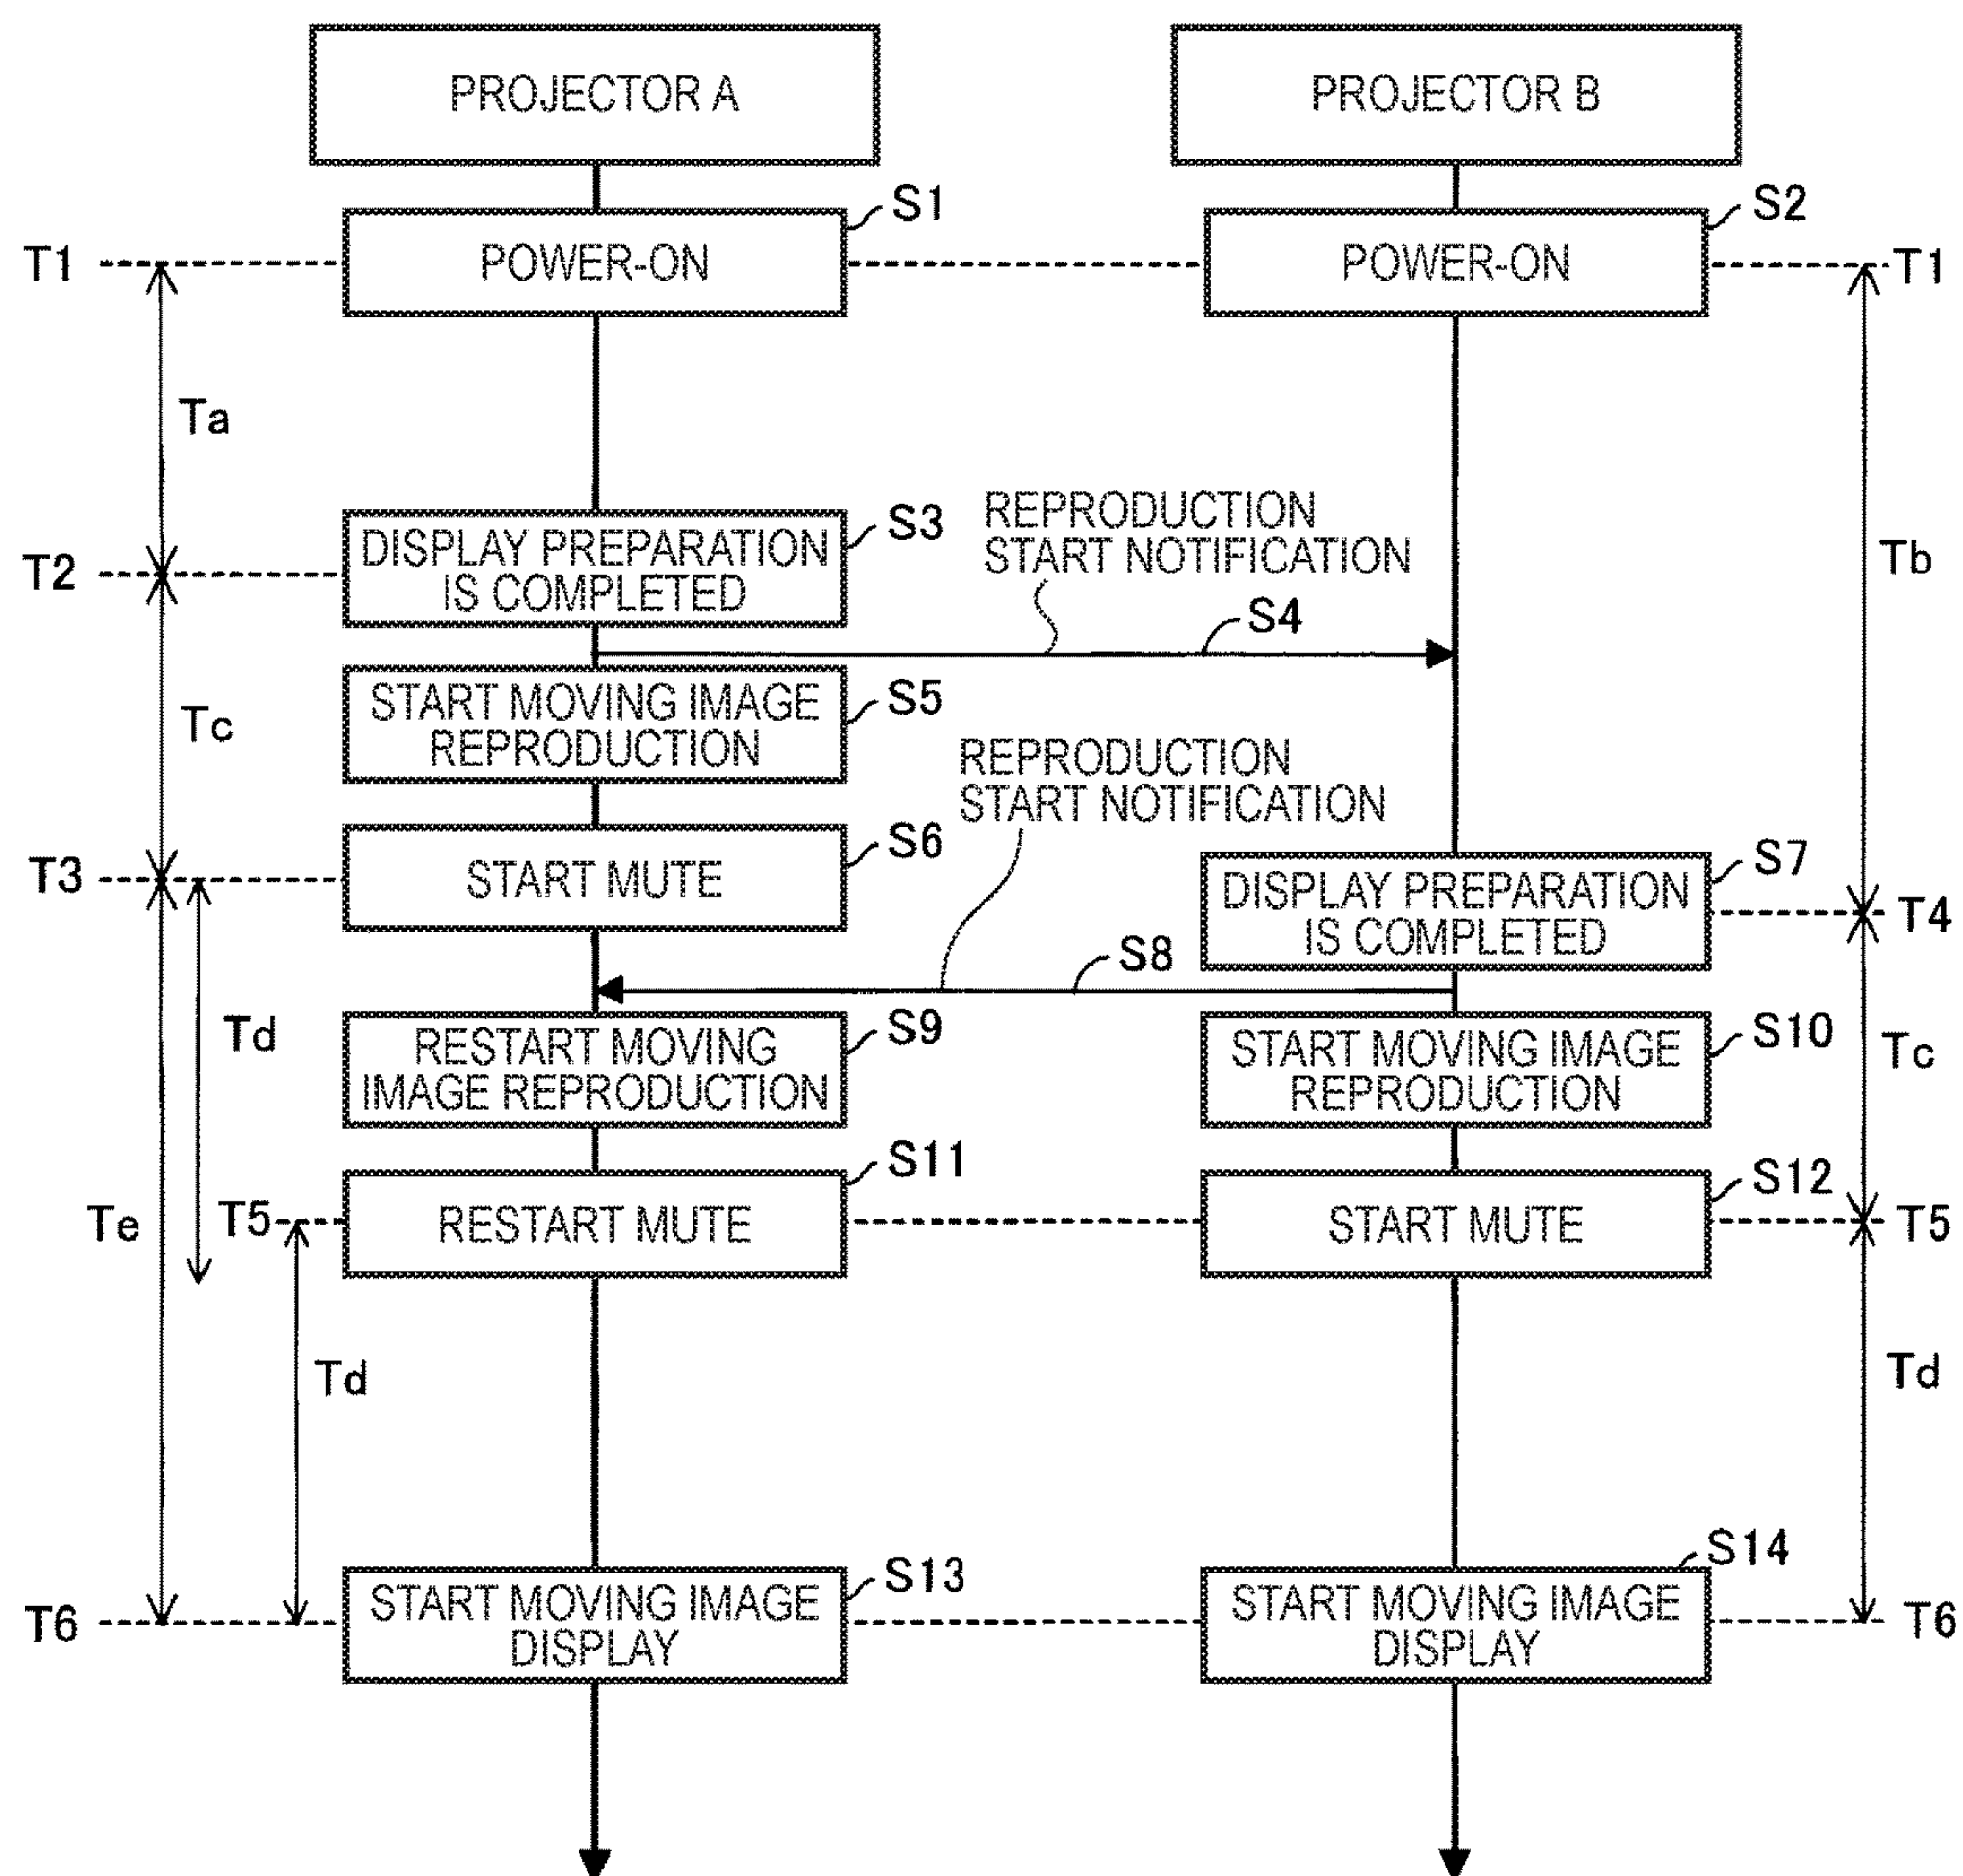 PROJECTOR A
PROJECTOR B
S1
S2
T1
POWER-ON
POWER-ON
T1
Ta
S3
REPRODUCTION
START NOTIFICATION
T2
DISPLAY PREPARATION
IS COMPLETED
Tb
S4
S5
Tc
START MOVING IMAGE
REPRODUCTION
REPRODUCTION
START NOTIFICATION
S6
S7
T3
START MUTE
DISPLAY PREPARATION
IS COMPLETED
T4
S8
S9
S10
Td
RESTART MOVING
IMAGE REPRODUCTION
START MOVING IMAGE
REPRODUCTION
Tc
S11
S12
Te
T5
RESTART MUTE
START MUTE
T5
Td
Td
S13
S14
T6
START MOVING IMAGE
DISPLAY
START MOVING IMAGE
DISPLAY
T6